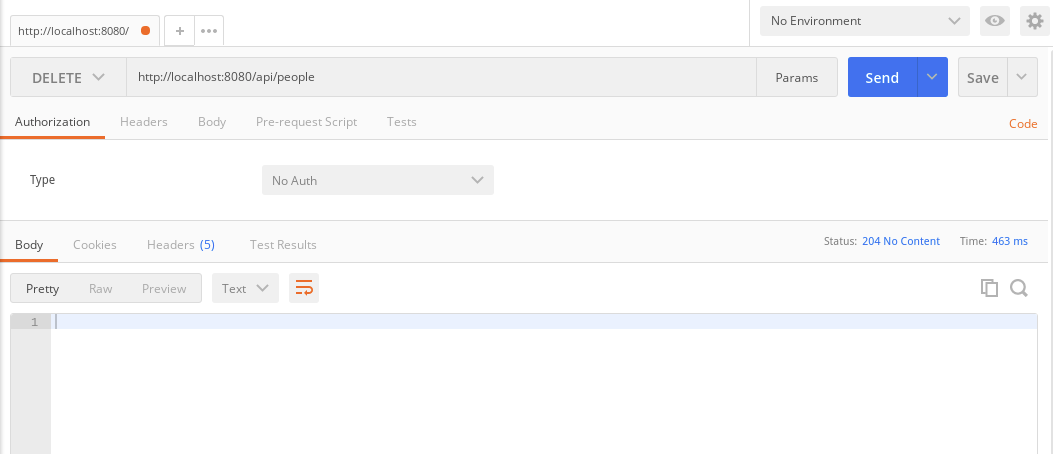 http://localhost:8080/ + No Environment
DELETE http://localhost:8080/api/people Params Send Save
Authorization Headers Body Pre-request Script Tests Code
Type No Auth
Body Cookies Headers (5) Test Results Status: 204 No Content Time: 463 ms
Pretty Raw Preview Text
1